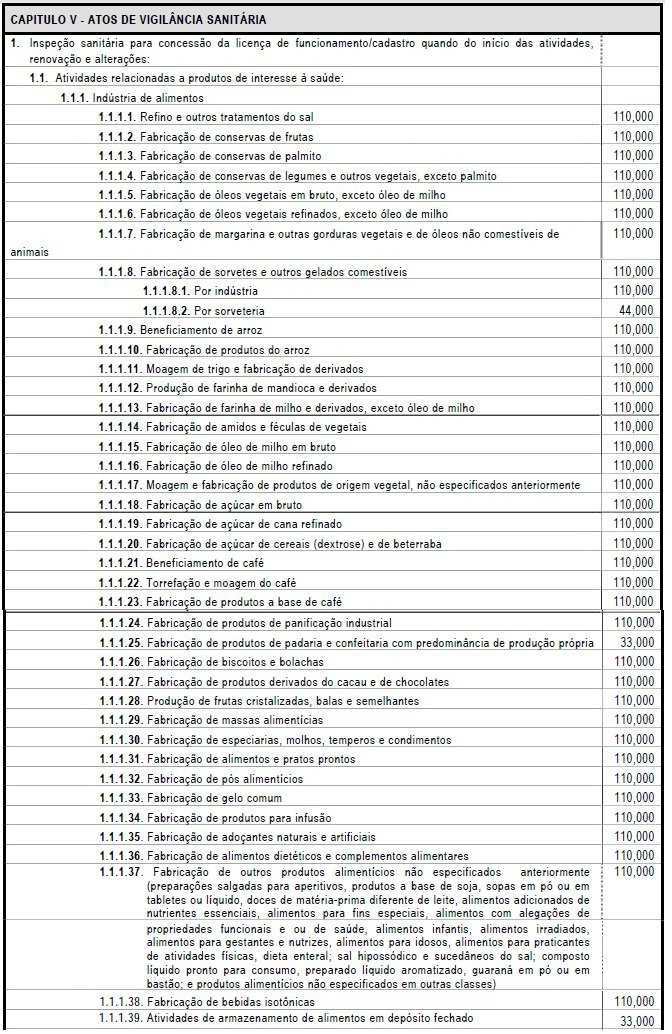 CAPITULO V - ATOS DE VIGILÂNCIA SANITÁRIA
1. Inspeção sanitária para concessão da licença de funcionamento/cadastro quando do início das atividades,
renovação e alterações:
1.1. Atividades relacionadas a produtos de interesse à saúde:
1.1.1. Indústria de alimentos
1.1.1.1. Refino e outros tratamentos do sal 110,000
1.1.1.2. Fabricação de conservas de frutas 110,000
1.1.1.3. Fabricação de conservas de palmito 110,000
1.1.1.4. Fabricação de conservas de legumes e outros vegetais, exceto palmito 110,000
1.1.1.5. Fabricação de óleos vegetais em bruto, exceto óleo de milho 110,000
1.1.1.6. Fabricação de óleos vegetais refinados, exceto óleo de milho 110,000
1.1.1.7. Fabricação de margarina e outras gorduras vegetais e de óleos não comestíveis de 110,000
animais
1.1.1.8. Fabricação de sorvetes e outros gelados comestíveis 110,000
1.1.1.8.1. Por indústria 110,000
1.1.1.8.2. Por sorveteria 44,000
1.1.1.9. Beneficiamento de arroz 110,000
1.1.1.10. Fabricação de produtos do arroz 110,000
1.1.1.11. Moagem de trigo e fabricação de derivados 110,000
1.1.1.12. Produção de farinha de mandioca e derivados 110,000
1.1.1.13. Fabricação de farinha de milho e derivados, exceto óleo de milho 110,000
1.1.1.14. Fabricação de amidos e féculas de vegetais 110,000
1.1.1.15. Fabricação de óleo de milho em bruto 110,000
1.1.1.16. Fabricação de óleo de milho refinado 110,000
1.1.1.17. Moagem e fabricação de produtos de origem vegetal, não especificados anteriormente 110,000
1.1.1.18. Fabricação de açúcar em bruto 110,000
1.1.1.19. Fabricação de açúcar de cana refinado 110,000
1.1.1.20. Fabricação de açúcar de cereais (dextrose) e de beterraba 110,000
1.1.1.21. Beneficiamento de café 110,000
1.1.1.22. Torrefação e moagem do café 110,000
1.1.1.23. Fabricação de produtos a base de café 110,000
1.1.1.24. Fabricação de produtos de panificação industrial 110,000
1.1.1.25. Fabricação de produtos de padaria e confeitaria com predominância de produção própria 33,000
1.1.1.26. Fabricação de biscoitos e bolachas 110,000
1.1.1.27. Fabricação de produtos derivados do cacau e de chocolates 110,000
1.1.1.28. Produção de frutas cristalizadas, balas e semelhantes 110,000
1.1.1.29. Fabricação de massas alimentícias 110,000
1.1.1.30. Fabricação de especiarias, molhos, temperos e condimentos 110,000
1.1.1.31. Fabricação de alimentos e pratos prontos 110,000
1.1.1.32. Fabricação de pós alimentícios 110,000
1.1.1.33. Fabricação de gelo comum 110,000
1.1.1.34. Fabricação de produtos para infusão 110,000
1.1.1.35. Fabricação de adoçantes naturais e artificiais 110,000
1.1.1.36. Fabricação de alimentos dietéticos e complementos alimentares 110,000
1.1.1.37. Fabricação de outros produtos alimentícios não especificados anteriormente 110,000
(preparações salgadas para aperitivos, produtos a base de soja, sopas em pó ou em
tabletes ou líquido, doces de matéria-prima diferente de leite, alimentos adicionados de
nutrientes essenciais, alimentos para fins especiais, alimentos com alegações de
propriedades funcionais e ou de saúde, alimentos infantis, alimentos irradiados,
alimentos para gestantes e nutrizes, alimentos para idosos, alimentos para praticantes
de atividades físicas, dieta enteral; sal hipossódico e sucedâneos do sal; composto
líquido pronto para consumo, preparado líquido aromatizado, guaraná em pó ou em
bastão; e produtos alimentícios não especificados em outras classes)
1.1.1.38. Fabricação de bebidas isotônicas 110,000
1.1.1.39. Atividades de armazenamento de alimentos em depósito fechado 33,000